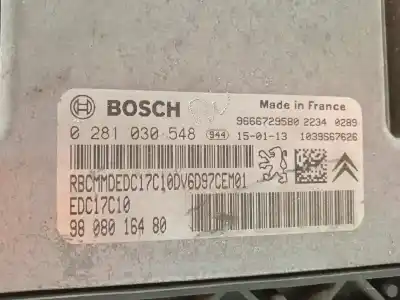 BOSCH
Made in France
9666729580 2234 0289
0 281 030 548 944 15-01-13 1039S67626
RBCMMDEDC17C10DV6D97CEM01
EDC17C10
98 080 164 80